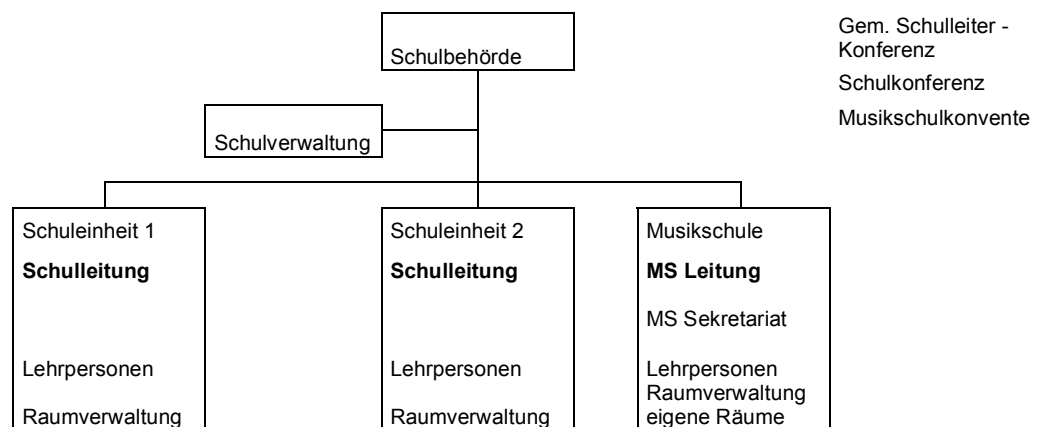 Gem. Schulleiter -
Konferenz
Schulkonferenz
Musikschulkonvente
Schulbehörde
Schulverwaltung
Schuleinheit 1
Schulleitung
Lehrpersonen
Raumverwaltung
Schuleinheit 2
Schulleitung
Lehrpersonen
Raumverwaltung
Musikschule
MS Leitung
MS Sekretariat
Lehrpersonen
Raumverwaltung
eigene Räume